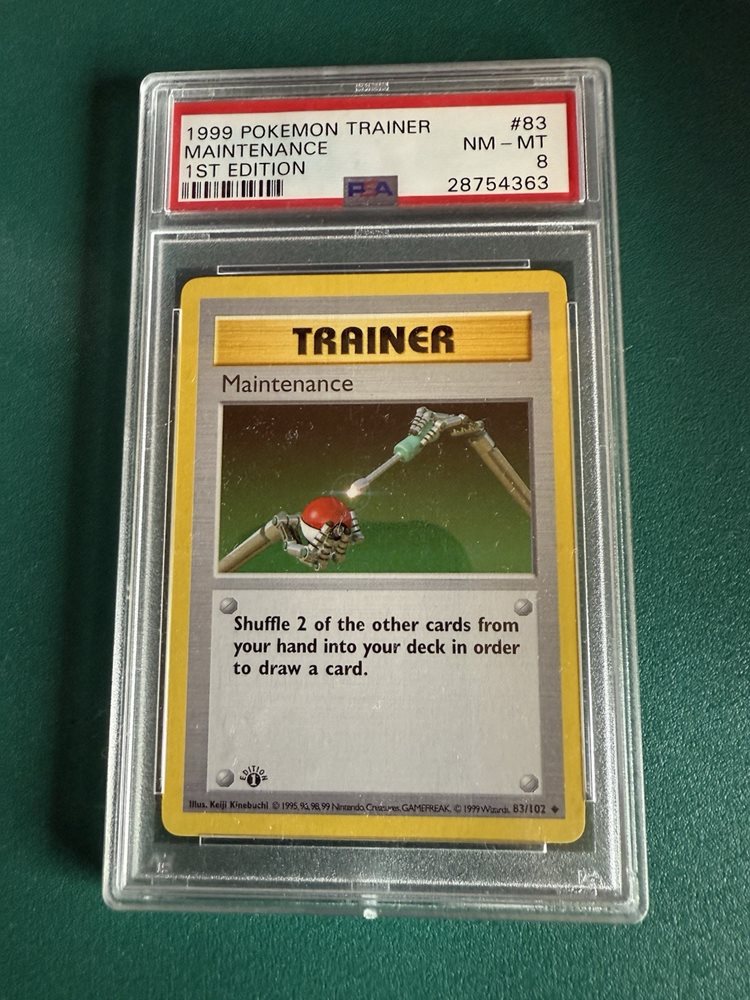 1999 POKEMON TRAINER #83
MAINTENANCE NM - MT
1ST EDITION 8
PSA 28754363
TRAINER
Maintenance
Shuffle 2 of the other cards from
your hand into your deck in order
to draw a card.
EDITION 1
Illus. Keiji Kinebuchi © 1995, 96, 98, 99 Nintendo, Creatures, GAMEFREAK. © 1999 Wizards. 83/102